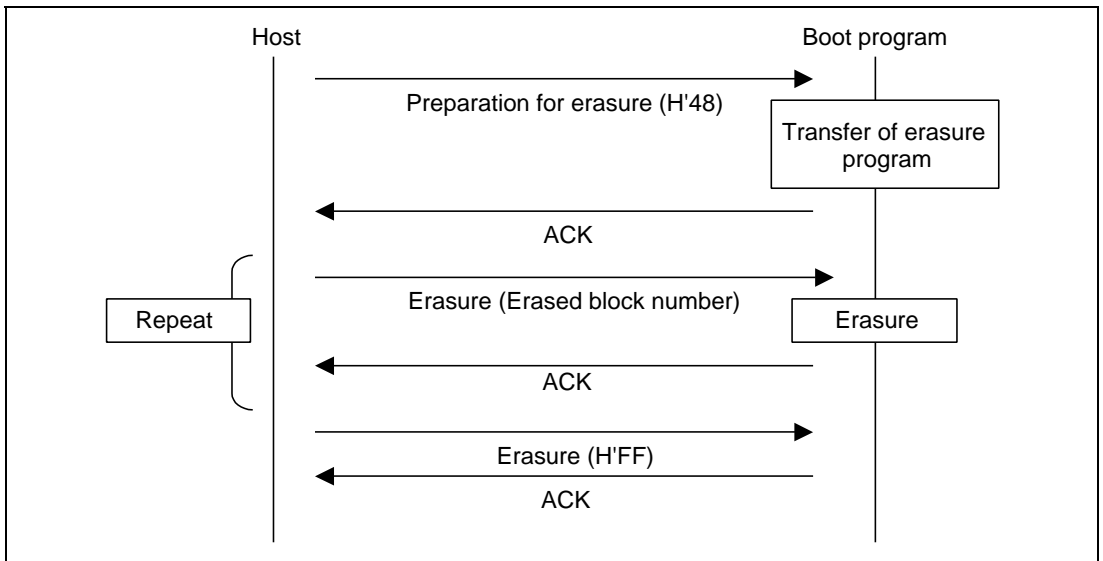 Host
Boot program
Preparation for erasure (H'48)
Transfer of erasure
program
ACK
Erasure (Erased block number)
Repeat
Erasure
ACK
Erasure (H'FF)
ACK